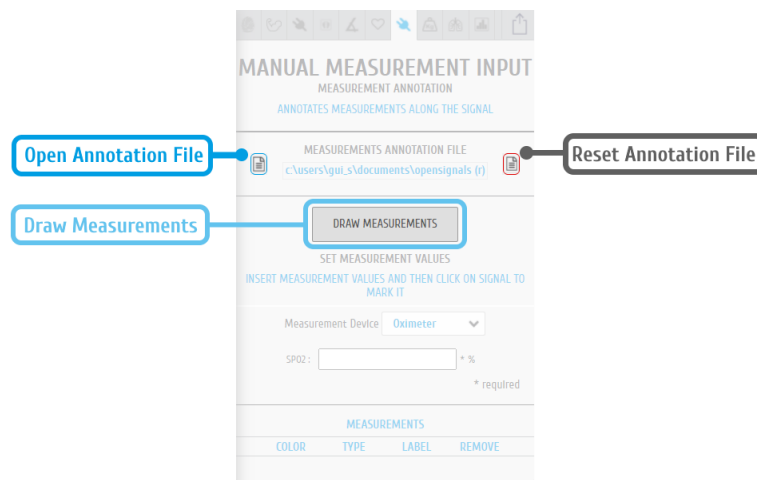 MANUAL MEASUREMENT INPUT
MEASUREMENT ANNOTATION
ANNOTATES MEASUREMENTS ALONG THE SIGNAL
Open Annotation File
MEASUREMENTS ANNOTATION FILE
c:\users\gui_s\documents\opensignals (r)
Reset Annotation File
Draw Measurements
DRAW MEASUREMENTS
SET MEASUREMENT VALUES
INSERT MEASUREMENT VALUES AND THEN CLICK ON SIGNAL TO
MARK IT
Measurement Device Oximeter
SPO2 : * %
* required
MEASUREMENTS
COLOR TYPE LABEL REMOVE